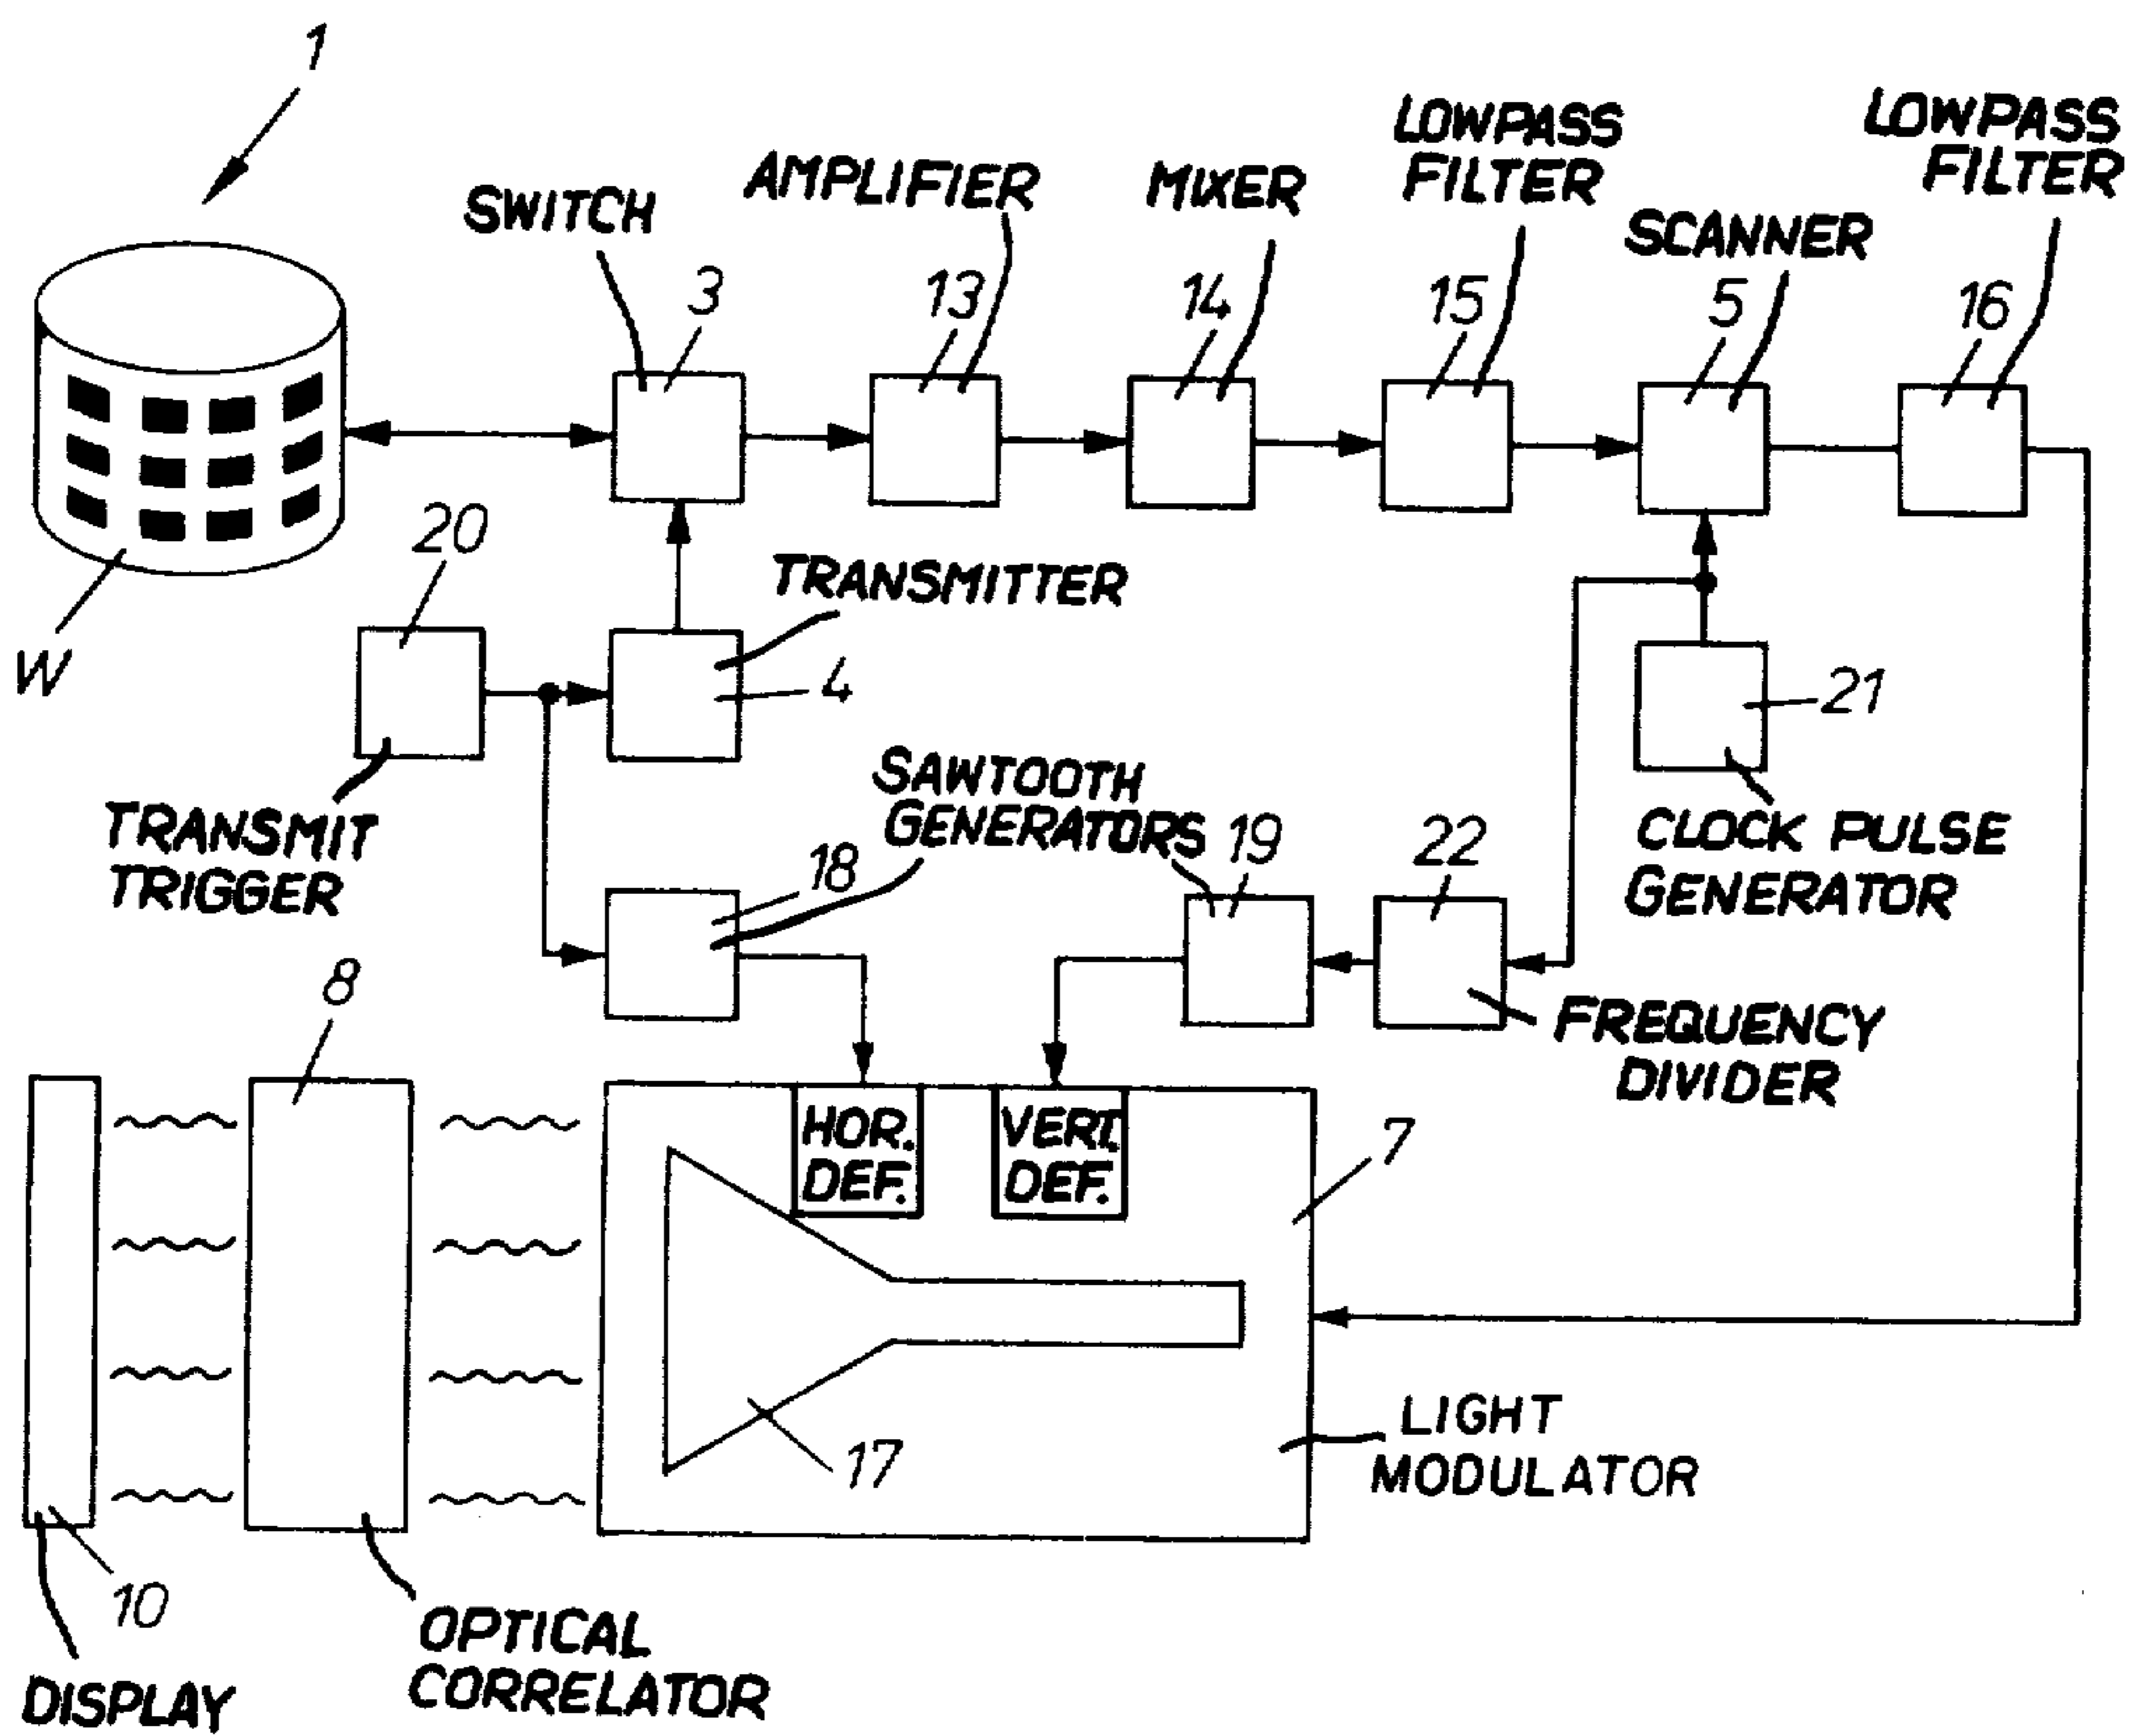 1
LOWPASS
FILTER
LOWPASS
FILTER
AMPLIFIER
MIXER
SWITCH
SCANNER
3
13
14
15
5
16
20
TRANSMITTER
W
4
21
TRANSMIT
TRIGGER
SAWTOOTH
GENERATORS
18
19
22
CLOCK PULSE
GENERATOR
8
FREQUENCY
DIVIDER
HOR.
DEF.
VERT.
DEF.
7
17
LIGHT
MODULATOR
10
DISPLAY
OPTICAL
CORRELATOR